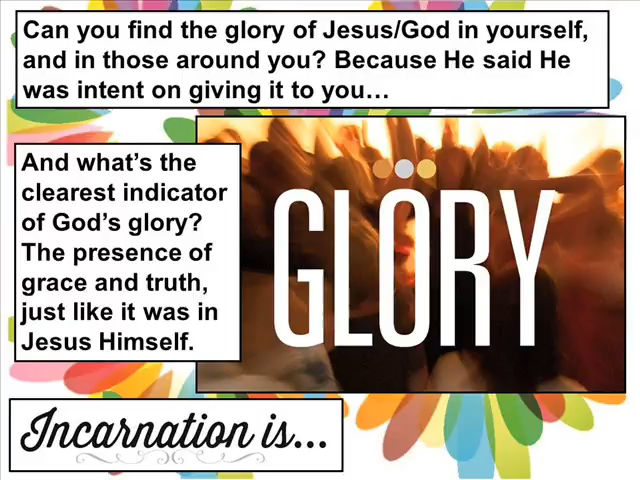 Can you find the glory of Jesus/God in yourself,
and in those around you? Because He said He
was intent on giving it to you…
And what’s the
clearest indicator
of God’s glory?
The presence of
grace and truth,
just like it was in
Jesus Himself.
GLORY
Incarnation is...